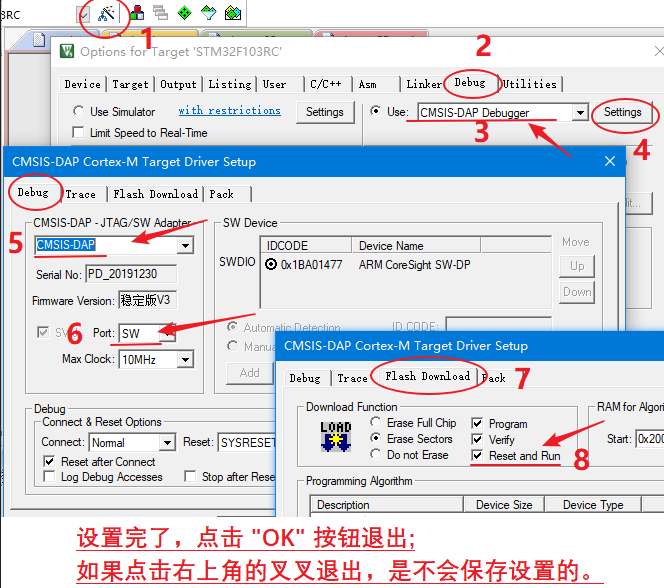 3RC
1
Options for Target 'STM32F103RC'
2
Device Target Output Listing User C/C++ Asm Linker Debug Utilities
Use Simulator with restrictions Settings Use: CMSIS-DAP Debugger Settings
Limit Speed to Real-Time
3
4
CMSIS-DAP Cortex-M Target Driver Setup
Debug Trace Flash Download Pack
CMSIS-DAP - JTAG/SW Adapter
5
CMSIS-DAP
Serial No: PD_20191230
Firmware Version: 稳定版V3
6
Port: SW
Max Clock: 10MHz
SW Device
IDCODE Device Name Move
SWDIO 0x1BA01477 ARM CoreSight SW-DP Up
Down
Automatic Detection ID CODE:
Add
Debug
Connect & Reset Options
Connect: Normal Reset: SYSRESET
Reset after Connect
Log Debug Accesses Stop after Rese
CMSIS-DAP Cortex-M Target Driver Setup
7
Debug Trace Flash Download Pack
Download Function
LOAD
Erase Full Chip Program
Erase Sectors Verify
Do not Erase Reset and Run
8
RAM for Algori
Start: 0x200
Programming Algorithm
Description Device Size Device Type
设置完了，点击 "OK" 按钮退出;
如果点击右上角的叉叉退出，是不会保存设置的。